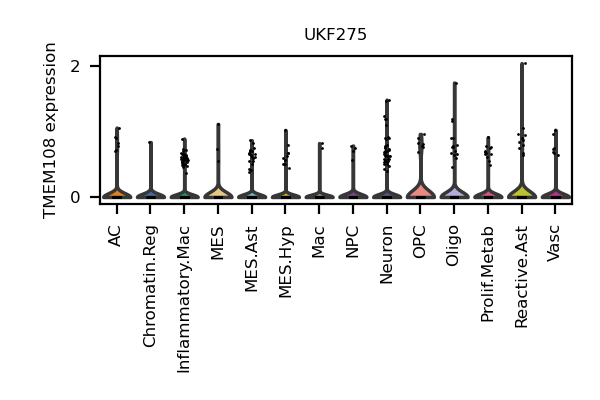 UKF275
TMEM108 expression
2
0
AC
Chromatin.Reg
Inflammatory.Mac
MES
MES.Ast
MES.Hyp
Mac
NPC
Neuron
OPC
Oligo
Prolif.Metab
Reactive.Ast
Vasc